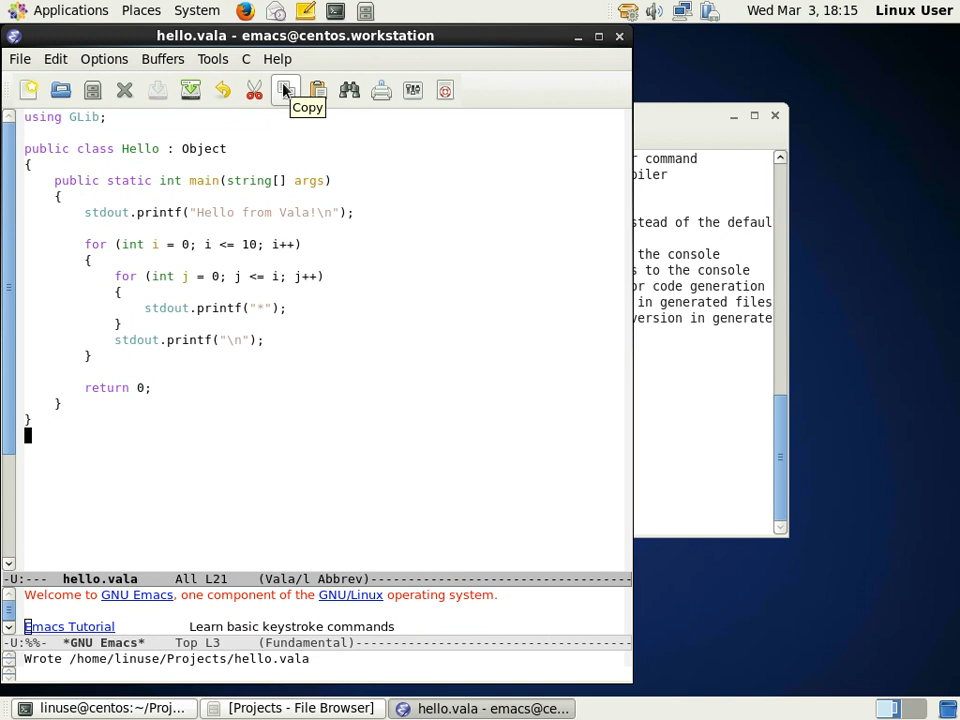 Applications Places System Wed Mar 3, 18:15 Linux User
hello.vala - emacs@centos.workstation
File Edit Options Buffers Tools C Help
Copy
using GLib;
public class Hello : Object
{
public static int main(string[] args)
{
stdout.printf("Hello from Vala!\n");
for (int i = 0; i <= 10; i++)
{
for (int j = 0; j <= i; j++)
{
stdout.printf("*");
}
stdout.printf("\n");
}
return 0;
}
}
-U:--- hello.vala All L21 (Vala/l Abbrev)
Welcome to GNU Emacs, one component of the GNU/Linux operating system.
Emacs Tutorial Learn basic keystroke commands
-U:%%- *GNU Emacs* Top L3 (Fundamental)
Wrote /home/linuse/Projects/hello.vala
r command
piler
stead of the defaul
the console
s to the console
or code generation
in generated files
version in generate
linuse@centos:~/Proj...
[Projects - File Browser]
hello.vala - emacs@ce...